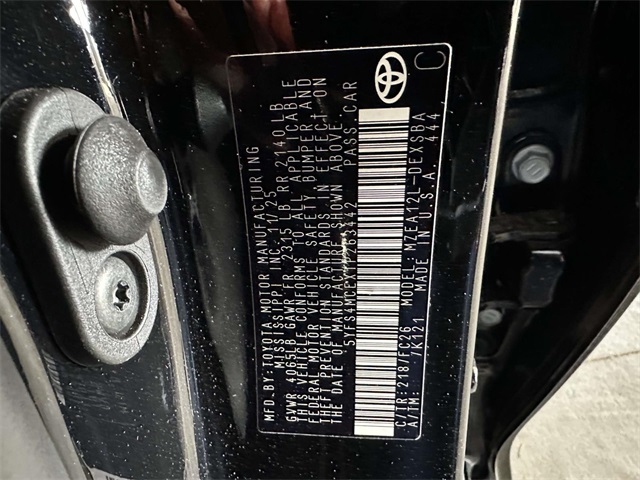 MFD.BY: TOYOTA MOTOR MANUFACTURING
MISSISSIPPI, INC. 11/25
GVWR 4065LB GAWR FR 2315 LB RR 2140 LB
THIS VEHICLE CONFORMS TO ALL APPLICABLE
FEDERAL MOTOR VEHICLE SAFETY, BUMPER AND
THEFT PREVENTION STANDARDS IN EFFECT ON
THE DATE OF MANUFACTURE SHOWN ABOVE.
5YFS4MCEXTP263442 PASS.CAR
C/TR: 218 /FC26 MZEA12L-DEXSBA
A/TM: /K121 MADE IN U.S.A. 444
C